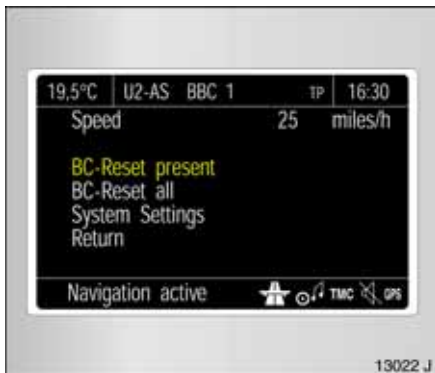 19,5°C U2-AS BBC 1 TP 16:30
Speed 25 miles/h
BC-Reset present
BC-Reset all
System Settings
Return
Navigation active TMC GPS
13022 J